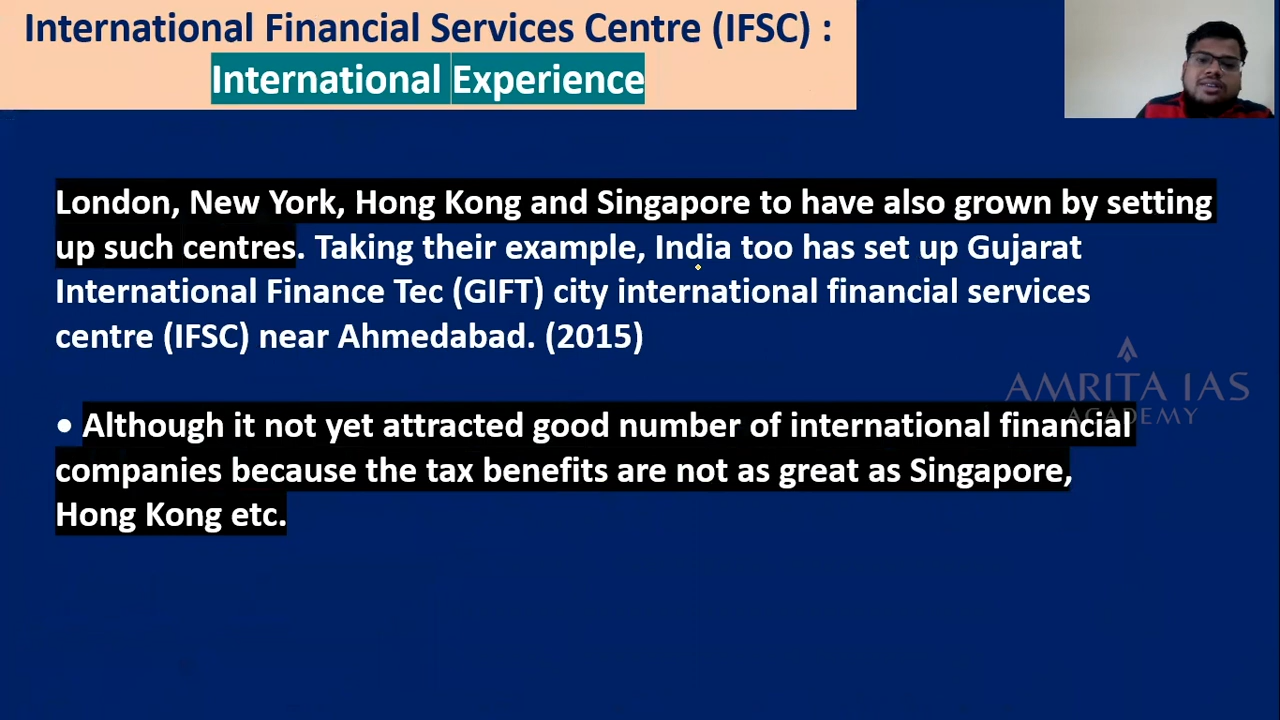 International Financial Services Centre (IFSC) :
International Experience
London, New York, Hong Kong and Singapore to have also grown by setting
up such centres. Taking their example, India too has set up Gujarat
International Finance Tec (GIFT) city international financial services
centre (IFSC) near Ahmedabad. (2015)
• Although it not yet attracted good number of international financial
companies because the tax benefits are not as great as Singapore,
Hong Kong etc.
AMRITA IAS
ACADEMY